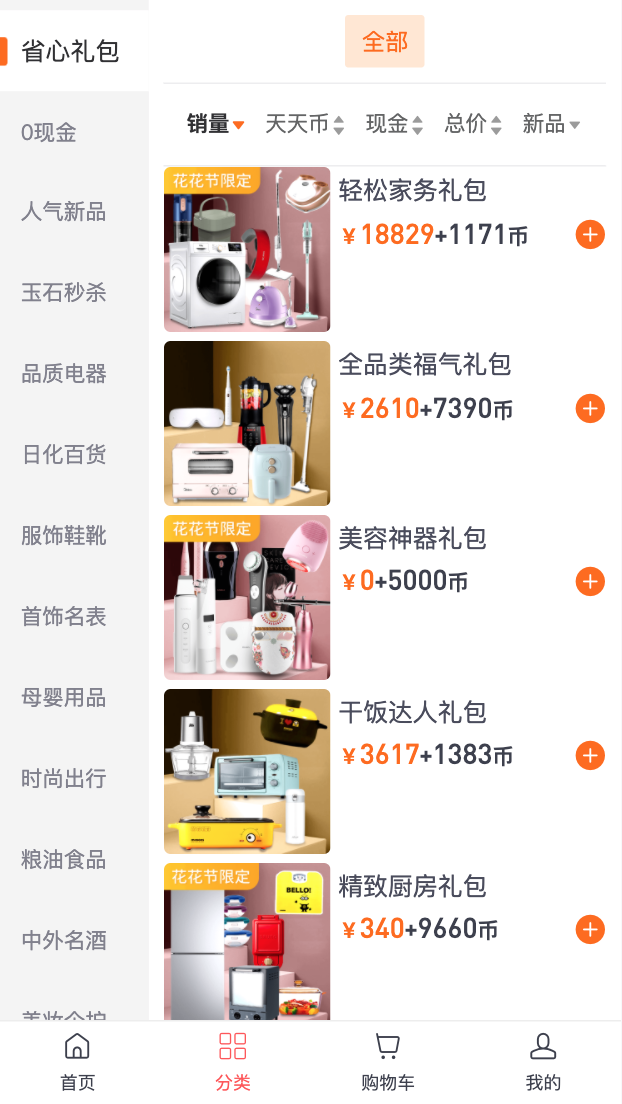 省心礼包
0现金
人气新品
玉石秒杀
品质电器
日化百货
服饰鞋靴
首饰名表
母婴用品
时尚出行
粮油食品
中外名酒
美妆个护
全部
销量 天天币 现金 总价 新品
花花节限定
轻松家务礼包
¥18829+1171币
全品类福气礼包
¥2610+7390币
花花节限定
美容神器礼包
¥0+5000币
干饭达人礼包
¥3617+1383币
花花节限定
BELLO!
精致厨房礼包
¥340+9660币
首页 分类 购物车 我的